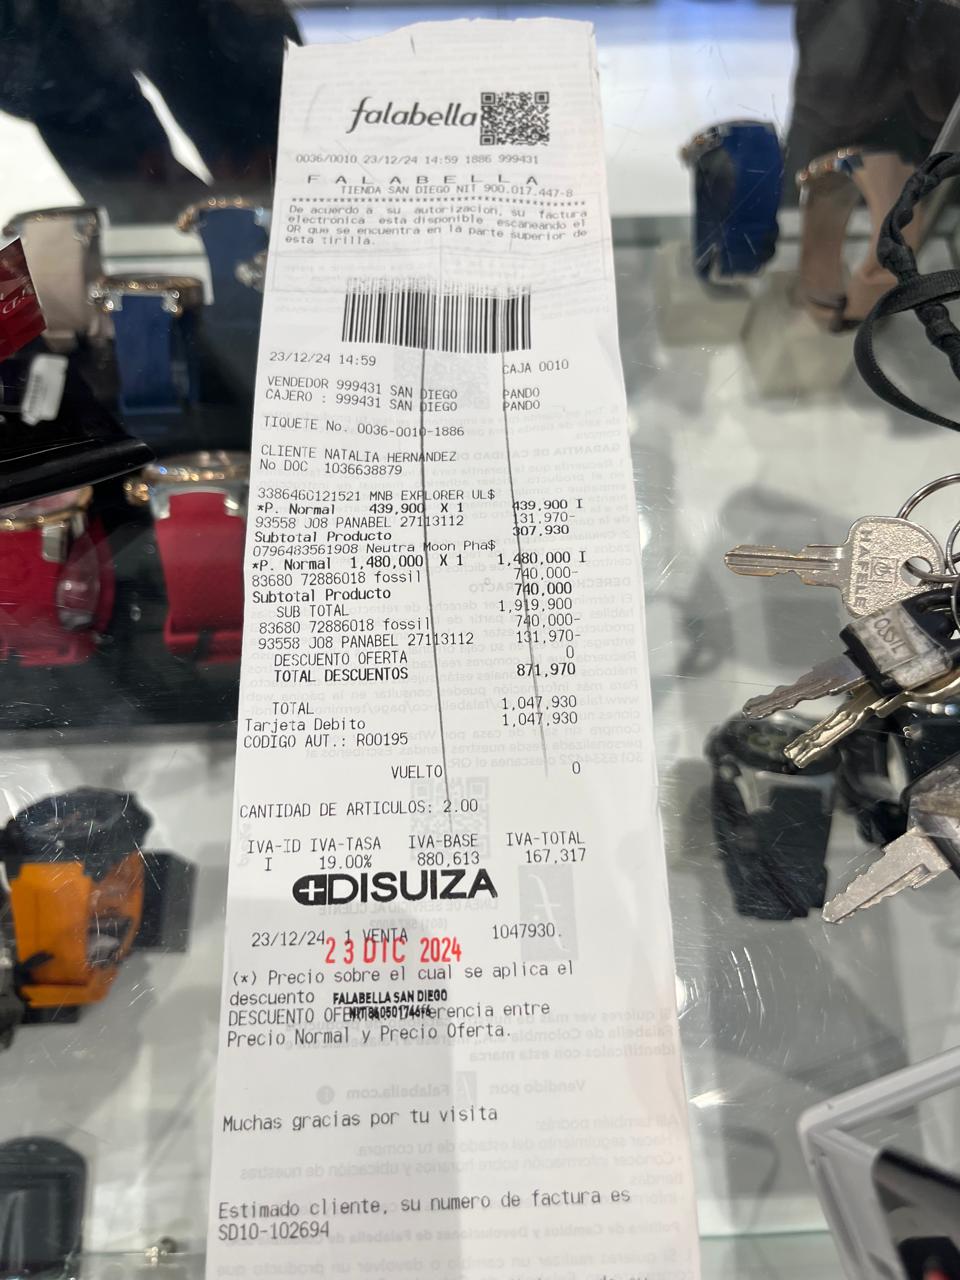 falabella
0036/0010 23/12/24 14:59 1886 999431
F A L A B E L L A
TIENDA SAN DIEGO NIT 900.017.447-8
De acuerdo a su autorizacion, su factura
electronica esta disponible escaneando el
QR que se encuentra en la parte superior de
esta tirilla.
23/12/24 14:59 CAJA 0010
VENDEDOR 999431 SAN DIEGO PANDO
CAJERO : 999431 SAN DIEGO PANDO
TIQUETE No. 0036-0010-1886
CLIENTE NATALIA HERNANDEZ
No DOC 1036638879
3386460121521 MNB EXPLORER UL$
*P. Normal 439,900 X 1 439,900 I
93558 J08 PANABEL 27113112 131,970-
Subtotal Producto 307,930
0796483561908 Neutra Moon Pha$
*P. Normal 1,480,000 X 1 1,480,000 I
83680 72886018 fossil 740,000-
Subtotal Producto 740,000
SUB TOTAL 1,919,900
83680 72886018 fossil 740,000-
93558 J08 PANABEL 27113112 131,970-
DESCUENTO OFERTA 0
TOTAL DESCUENTOS 871,970
TOTAL 1,047,930
Tarjeta Debito 1,047,930
CODIGO AUT.: R00195
VUELTO 0
CANTIDAD DE ARTICULOS: 2.00
IVA-ID IVA-TASA IVA-BASE IVA-TOTAL
I 19.00% 880,613 167,317
DISUIZA
23/12/24 1 VENTA 1047930.
23 DIC 2024
(*) Precio sobre el cual se aplica el
descuento
FALABELLA SAN DIEGO
DESCUENTO entre
Precio Normal y Precio Oferta.
Muchas gracias por tu visita
Estimado cliente, su numero de factura es
SD10-102694
HAFELE